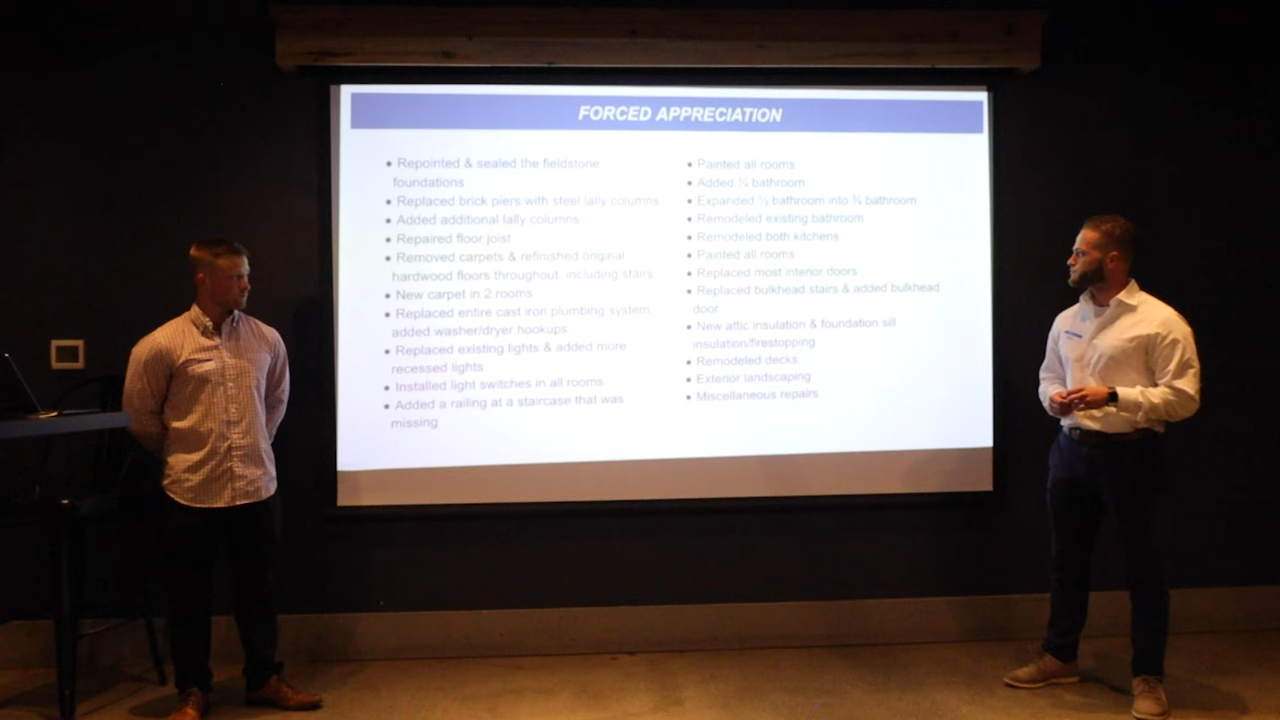 FORCED APPRECIATION
• Repointed & sealed the fieldstone
foundations
• Replaced brick piers with steel lally columns
• Added additional lally columns
• Repaired floor joist
• Removed carpets & refinished original
hardwood floors throughout, including stairs
• New carpet in 2 rooms
• Replaced entire cast iron plumbing system,
added washer/dryer hookups
• Replaced existing lights & added more
recessed lights
• Installed light switches in all rooms
• Added a railing at a staircase that was
missing
• Painted all rooms
• Added ¾ bathroom
• Expanded ½ bathroom into ¾ bathroom
• Remodeled existing bathroom
• Remodeled both kitchens
• Painted all rooms
• Replaced most interior doors
• Replaced bulkhead stairs & added bulkhead
door
• New attic insulation & foundation sill
insulation/firestopping
• Remodeled decks
• Exterior landscaping
• Miscellaneous repairs